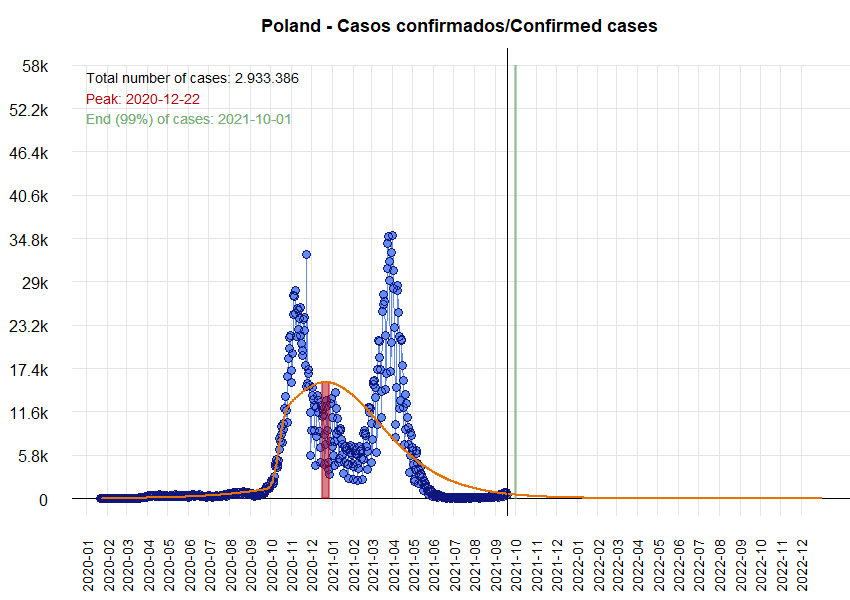 Poland - Casos confirmados/Confirmed cases
58k
52.2k
46.4k
40.6k
34.8k
29k
23.2k
17.4k
11.6k
5.8k
0
Total number of cases: 2.933.386
Peak: 2020-12-22
End (99%) of cases: 2021-10-01
2020-01
2020-02
2020-03
2020-04
2020-05
2020-06
2020-07
2020-08
2020-09
2020-10
2020-11
2020-12
2021-01
2021-02
2021-03
2021-04
2021-05
2021-06
2021-07
2021-08
2021-09
2021-10
2021-11
2021-12
2022-01
2022-02
2022-03
2022-04
2022-05
2022-06
2022-07
2022-08
2022-09
2022-10
2022-11
2022-12